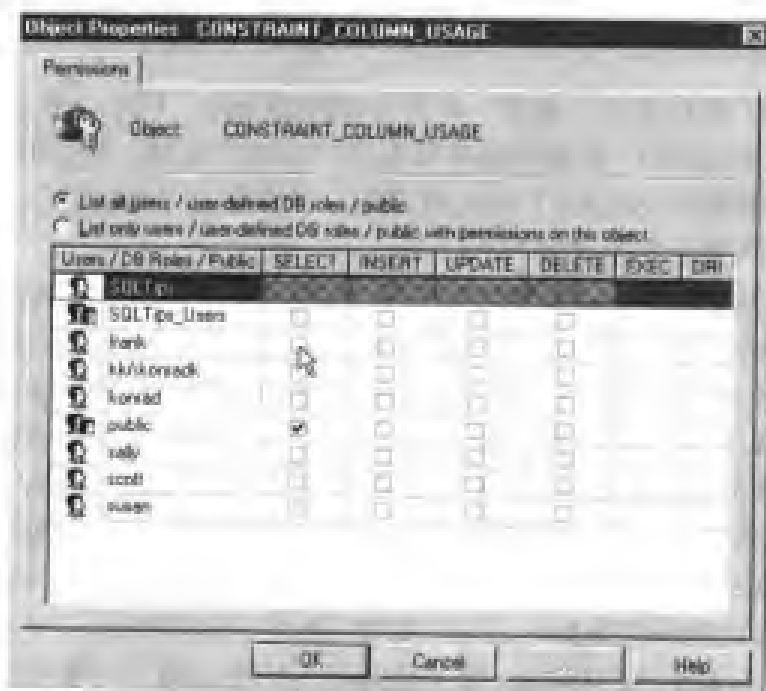 Object Properties - CONSTRAINT_COLUMN_USAGE
Permissions
Object: CONSTRAINT_COLUMN_USAGE
List all users / user-defined DB roles / public
List only users / user-defined DB roles / public with permissions on this object.
Users / DB Roles / Public SELECT INSERT UPDATE DELETE EXEC DRI
SQLTips
SQLTips_Users
frank
konrad
public
sally
scott
susan
OK Cancel Help